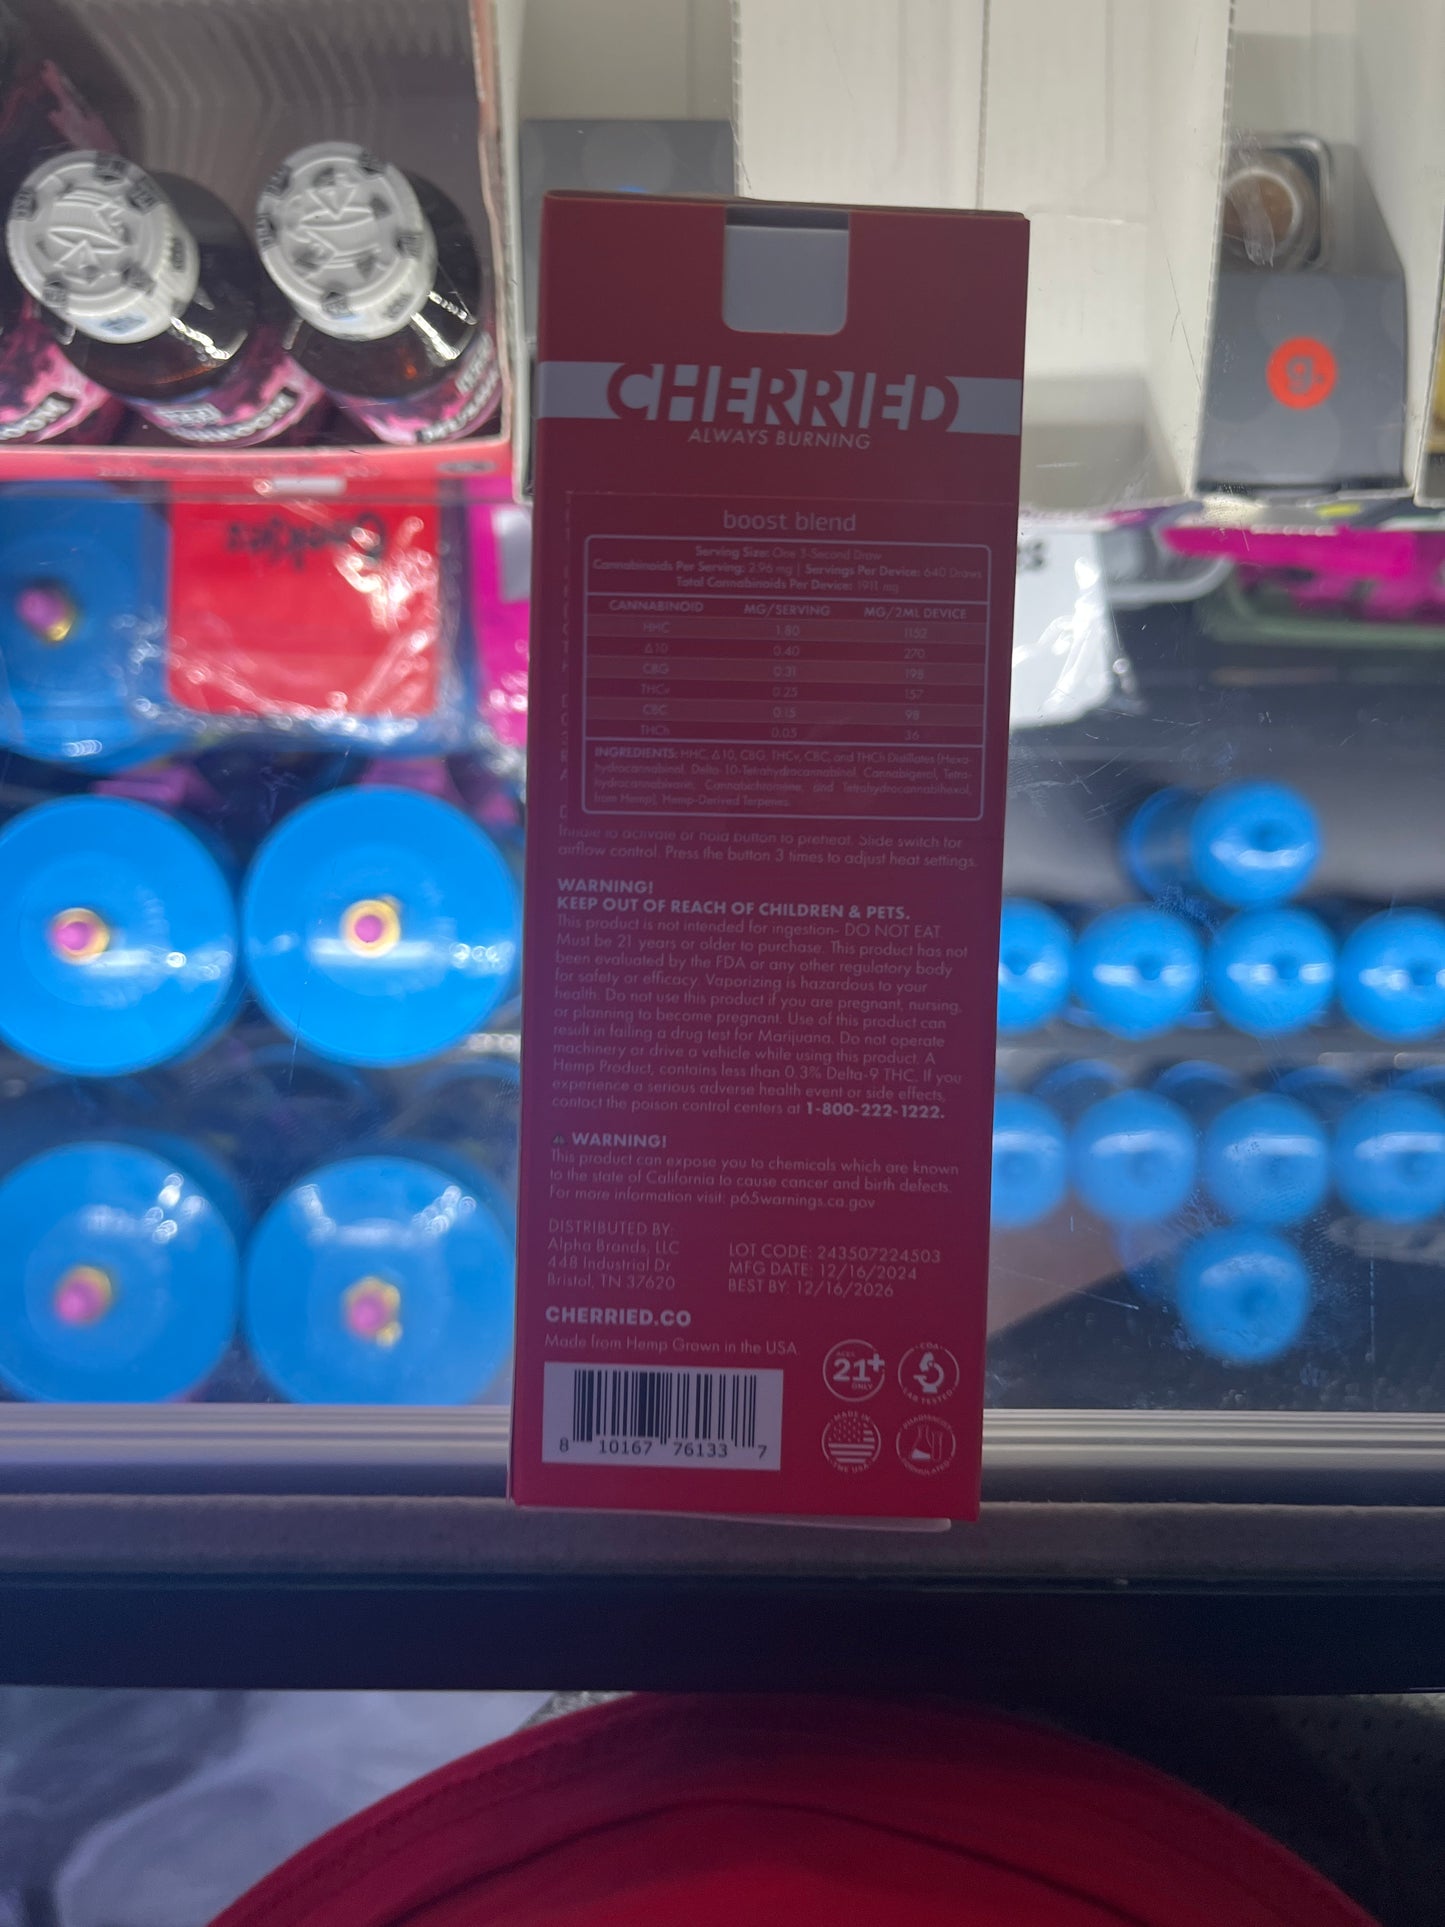 CHERRIED
ALWAYS BURNING
boost blend
Serving Size: One 3-Second Draw
Cannabinoids Per Serving: 2.96 mg | Servings Per Device: 640 Draws
Total Cannabinoids Per Device: 1911 mg
CANNABINOID MG/SERVING MG/2ML DEVICE
HHC 1.80 1152
Δ10 0.40 270
CBG 0.31 198
THCv 0.25 157
CBC 0.15 98
THCh 0.05 36
INGREDIENTS: HHC, Δ10, CBG, THCv, CBC, and THCh Distillates (Hexa-
hydrocannabinol, Delta-10-Tetrahydrocannabinol, Cannabigerol, Tetra-
hydrocannabivarin, Cannabichromene, and Tetrahydrocannabihexol,
from Hemp), Hemp-Derived Terpenes.
Inhale to activate or hold button to preheat. Slide switch for
airflow control. Press the button 3 times to adjust heat settings.
WARNING!
KEEP OUT OF REACH OF CHILDREN & PETS.
This product is not intended for ingestion- DO NOT EAT
Must be 21 years or older to purchase. This product has not
been evaluated by the FDA or any other regulatory body
for safety or efficacy. Vaporizing is hazardous to your
health. Do not use this product if you are pregnant, nursing,
or planning to become pregnant. Use of this product can
result in failing a drug test for Marijuana. Do not operate
machinery or drive a vehicle while using this product. A
Hemp Product, contains less than 0.3% Delta-9 THC. If you
experience a serious adverse health event or side effects,
contact the poison control centers at 1-800-222-1222.
WARNING!
This product can expose you to chemicals which are known
to the state of California to cause cancer and birth defects.
For more information visit: p65warnings.ca.gov
DISTRIBUTED BY:
Alpha Brands, LLC
448 Industrial Dr
Bristol, TN 37620
LOT CODE: 243507224503
MFG DATE: 12/16/2024
BEST BY: 12/16/2026
CHERRIED.CO
Made from Hemp Grown in the USA
AGES
21+
ONLY
COA
LAB TESTED
MADE IN
THE USA
PHARMACIST
FORMULATED
8 10167 76133 7
Cookies